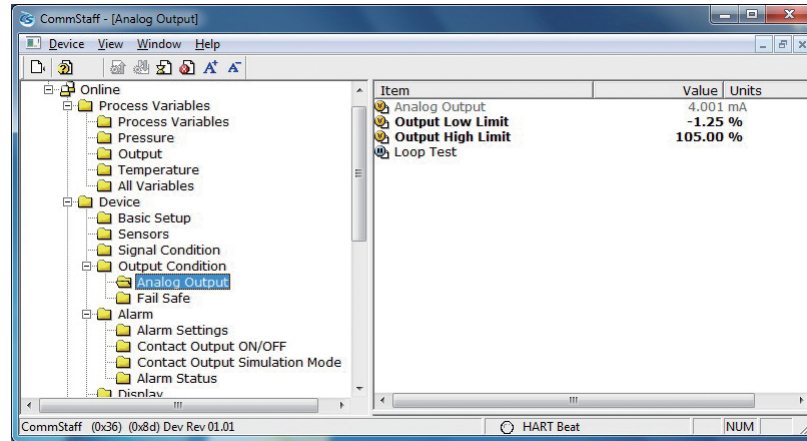 CommStaff - [Analog Output]
Device View Window Help
A+ A-
Online
Process Variables
Process Variables
Pressure
Output
Temperature
All Variables
Device
Basic Setup
Sensors
Signal Condition
Output Condition
Analog Output
Fail Safe
Alarm
Alarm Settings
Contact Output ON/OFF
Contact Output Simulation Mode
Alarm Status
Display
Item Value Units
Analog Output 4.001 mA
Output Low Limit -1.25 %
Output High Limit 105.00 %
Loop Test
CommStaff (0x36) (0x8d) Dev Rev 01.01 HART Beat NUM